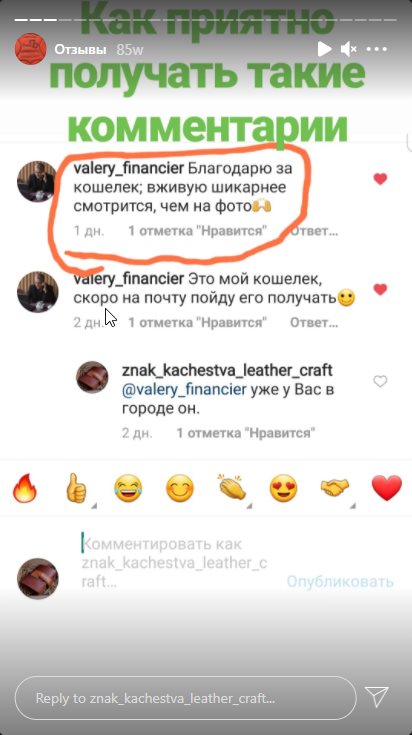 Как приятно
получать такие
комментарии
Отзывы 85w
valery_financier Благодарю за
кошелек; вживую шикарнее
смотрится, чем на фото🙌
1 дн. 1 отметка "Нравится" Ответ...
valery_financier Это мой кошелек,
скоро на почту пойду его получать🙂
2 дн. 1 отметка "Нравится" Ответ...
znak_kachestva_leather_craft
@valery_financier уже у Вас в
городе он.
2 дн. 1 отметка "Нравится"
Комментировать как
znak_kachestva_leather_c
raft...
Опубликовать
Reply to znak_kachestva_leather_craft...